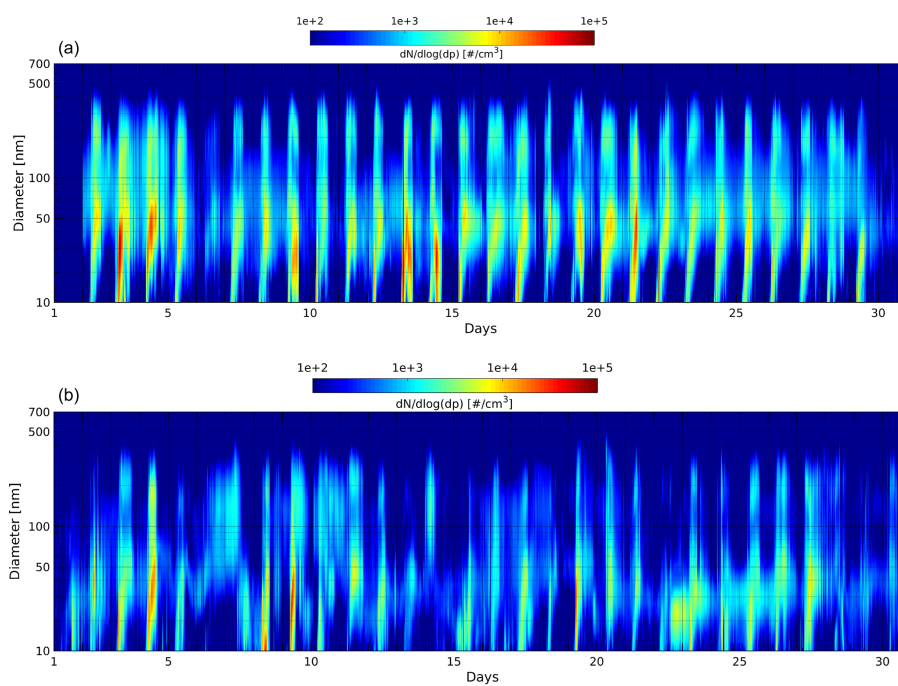 1e+2 1e+3 1e+4 1e+5
dN/dlog(dp) [#/cm³]
(a)
700
500
100
50
10
Diameter [nm]
1 5 10 15 20 25 30
Days
1e+2 1e+3 1e+4 1e+5
dN/dlog(dp) [#/cm³]
(b)
700
500
100
50
10
Diameter [nm]
1 5 10 15 20 25 30
Days